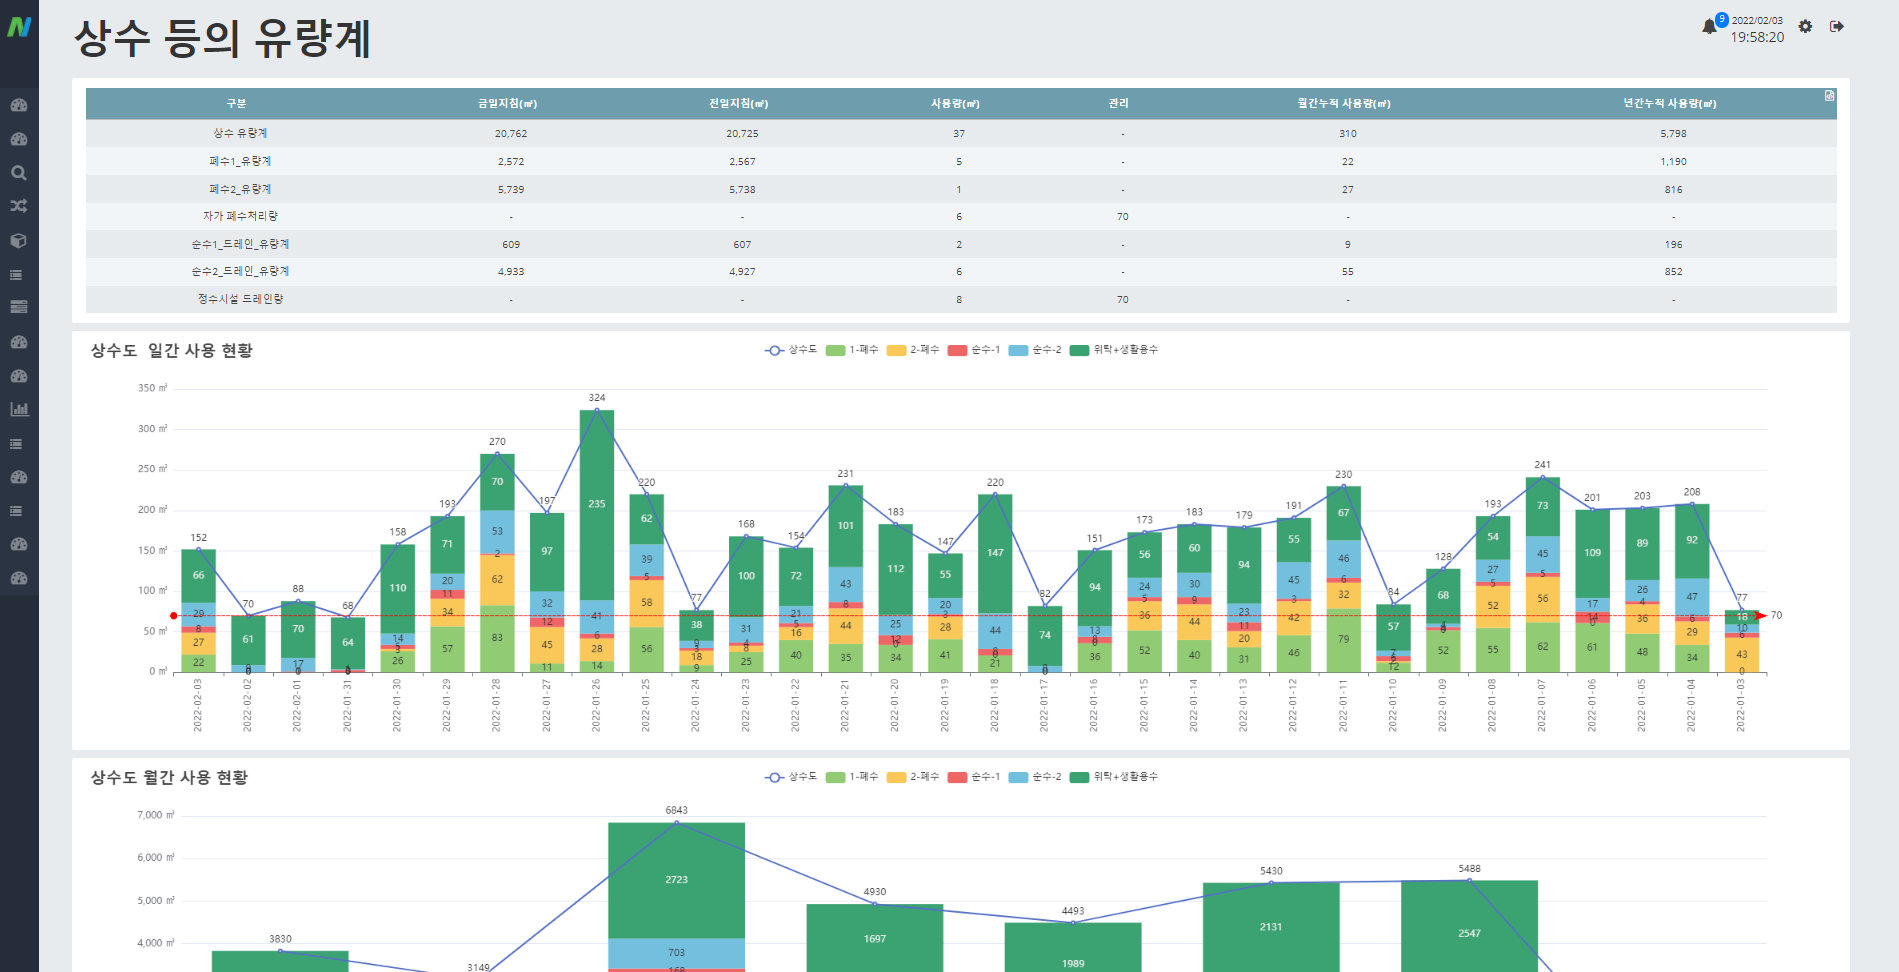 상수 등의 유량계
9
2022/02/03
19:58:20
구분 금일지침(㎥) 전일지침(㎥) 사용량(㎥) 관리 월간누적 사용량(㎥) 년간누적 사용량(㎥)
상수 유량계 20,762 20,725 37 - 310 5,798
폐수1_유량계 2,572 2,567 5 - 22 1,190
폐수2_유량계 5,739 5,738 1 - 27 816
자가 폐수처리량 - - 6 70 - -
순수1_드레인_유량계 609 607 2 - 9 196
순수2_드레인_유량계 4,933 4,927 6 - 55 852
정수시설 드레인량 - - 8 70 - -
상수도 일간 사용 현황
상수도 1-폐수 2-폐수 순수-1 순수-2 위탁+생활용수
350 ㎥
300 ㎥
250 ㎥
200 ㎥
150 ㎥
100 ㎥
50 ㎥
0 ㎥
152 70 88 68 158 193 270 197 324 220 77 168 154 231 183 147 220 82 151 173 183 179 191 230 84 128 193 241 201 203 208 77
66 61 70 64 110 71 70 97 235 62 38 100 72 101 112 55 147 74 94 56 60 94 55 67 57 68 54 73 109 89 92 18
29 17 14 20 53 32 41 39 9 31 21 43 25 20 44 13 24 30 23 45 46 7 27 45 17 26 47 10
8 11 2 12 6 5 4 5 8 12 3 5 9 11 3 6 5 5 14 4 6 6
27 3 34 62 45 28 58 18 8 16 44 28 36 44 20 42 32 52 56 36 29 43
22 26 57 83 11 14 56 9 25 40 35 34 41 21 36 52 40 31 46 79 12 52 55 62 61 48 34 0
70
2022-02-03 2022-02-02 2022-02-01 2022-01-31 2022-01-30 2022-01-29 2022-01-28 2022-01-27 2022-01-26 2022-01-25 2022-01-24 2022-01-23 2022-01-22 2022-01-21 2022-01-20 2022-01-19 2022-01-18 2022-01-17 2022-01-16 2022-01-15 2022-01-14 2022-01-13 2022-01-12 2022-01-11 2022-01-10 2022-01-09 2022-01-08 2022-01-07 2022-01-06 2022-01-05 2022-01-04 2022-01-03
상수도 월간 사용 현황
상수도 1-폐수 2-폐수 순수-1 순수-2 위탁+생활용수
7,000 ㎥
6,000 ㎥
5,000 ㎥
4,000 ㎥
3830 3149 6843 4930 4493 5430 5488
2723 1697 1989 2131 2547
703
168